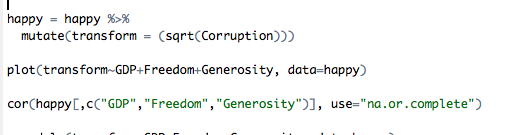 happy = happy %>%
mutate(transform = (sqrt(Corruption)))
plot(transform~GDP+Freedom+Generosity, data=happy)
cor(happy[,c("GDP","Freedom","Generosity")], use="na.or.complete")